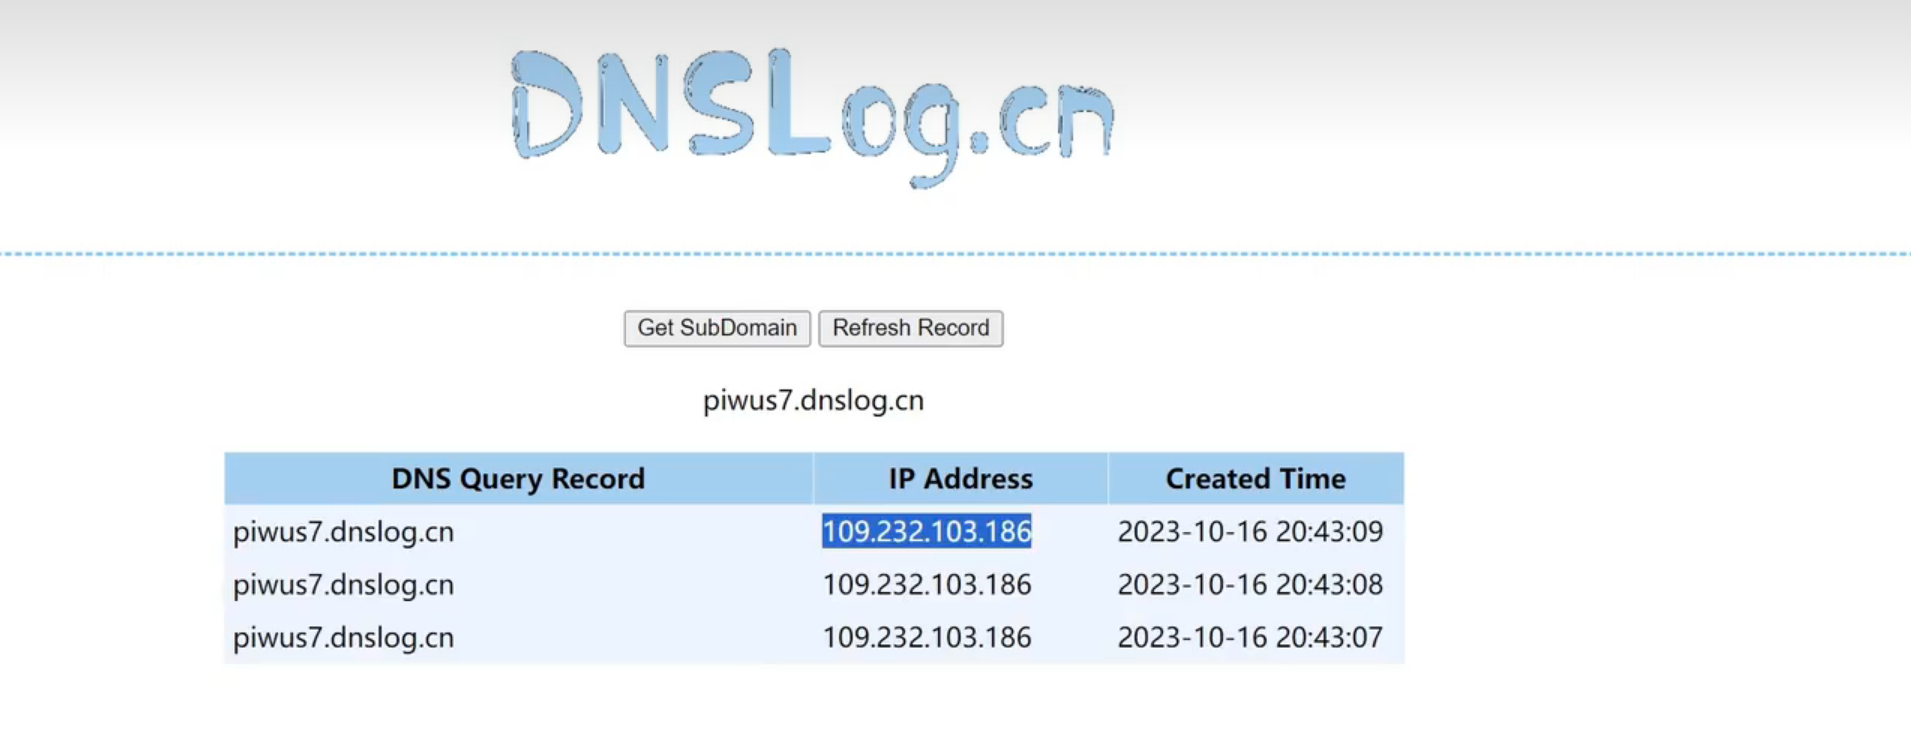 DNSLog.cn
Get SubDomain Refresh Record
piwus7.dnslog.cn
DNS Query Record IP Address Created Time
piwus7.dnslog.cn 109.232.103.186 2023-10-16 20:43:09
piwus7.dnslog.cn 109.232.103.186 2023-10-16 20:43:08
piwus7.dnslog.cn 109.232.103.186 2023-10-16 20:43:07